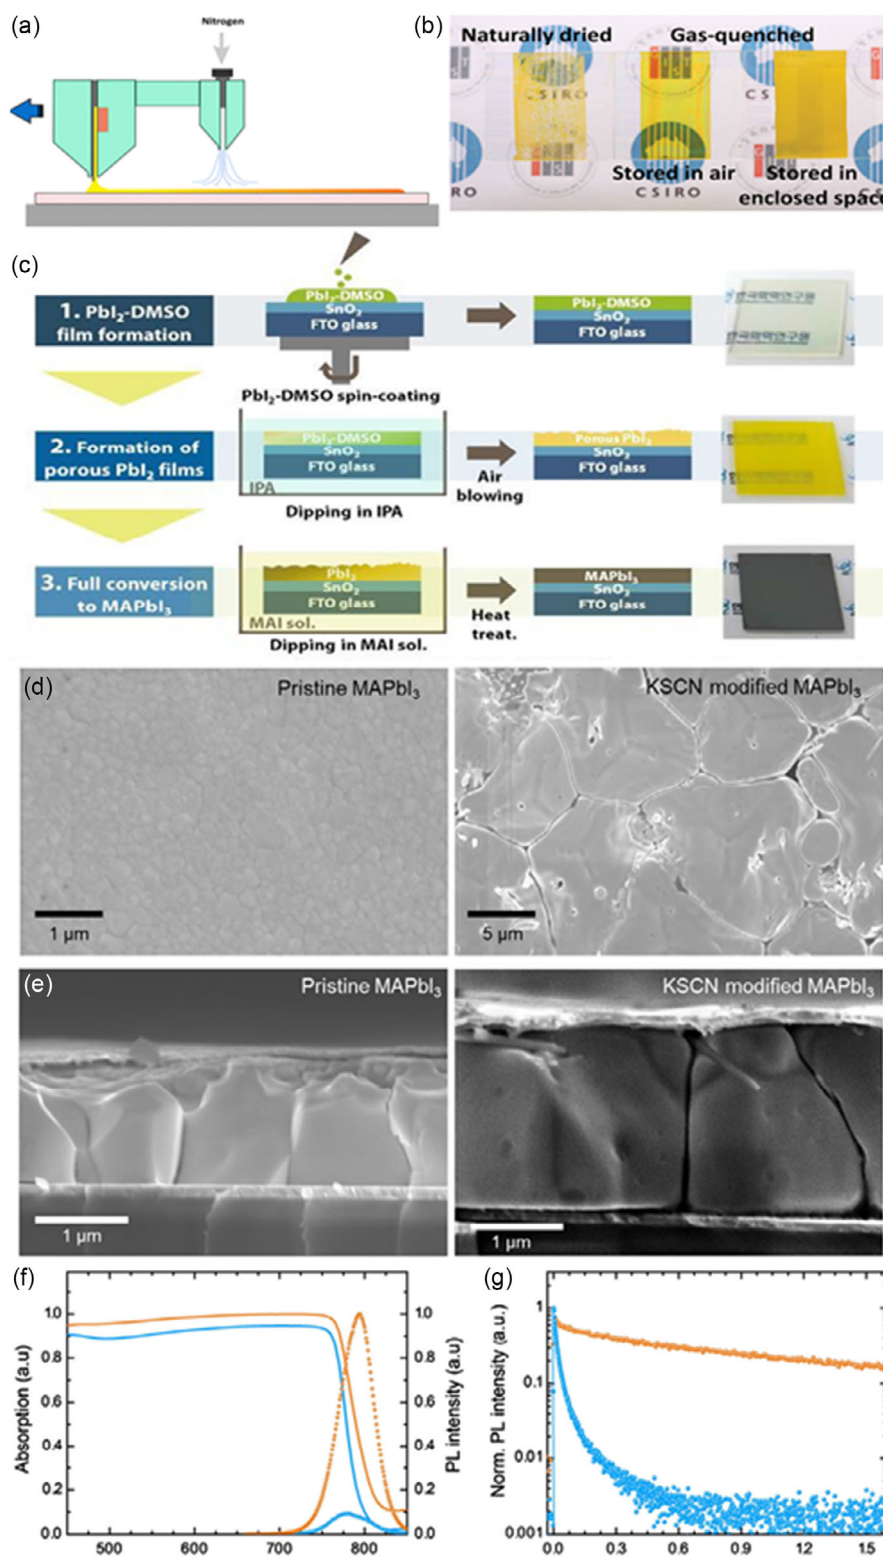 (a)
Nitrogen
(b)
Naturally dried
Gas-quenched
CSIRO
Stored in air
CSIRO
Stored in
enclosed space
(c)
1. PbI₂-DMSO
film formation
PbI₂-DMSO
SnO₂
FTO glass
PbI₂-DMSO spin-coating
PbI₂-DMSO
SnO₂
FTO glass
2. Formation of
porous PbI₂ films
PbI₂-DMSO
SnO₂
FTO glass
IPA
Dipping in IPA
Air
blowing
Porous PbI₂
SnO₂
FTO glass
3. Full conversion
to MAPbI₃
PbI₂
SnO₂
FTO glass
MAI sol.
Dipping in MAI sol.
Heat
treat.
MAPbI₃
SnO₂
FTO glass
(d)
Pristine MAPbI₃
1 μm
KSCN modified MAPbI₃
5 μm
(e)
Pristine MAPbI₃
1 μm
KSCN modified MAPbI₃
1 μm
(f)
Absorption (a.u)
1.0
0.8
0.6
0.4
0.2
0.0
500 600 700 800
1.0
0.8
0.6
0.4
0.2
0.0
PL intensity (a.u)
(g)
Norm. PL intensity (a.u.)
1
0.1
0.01
0.001
0.0 0.3 0.6 0.9 1.2 1.5